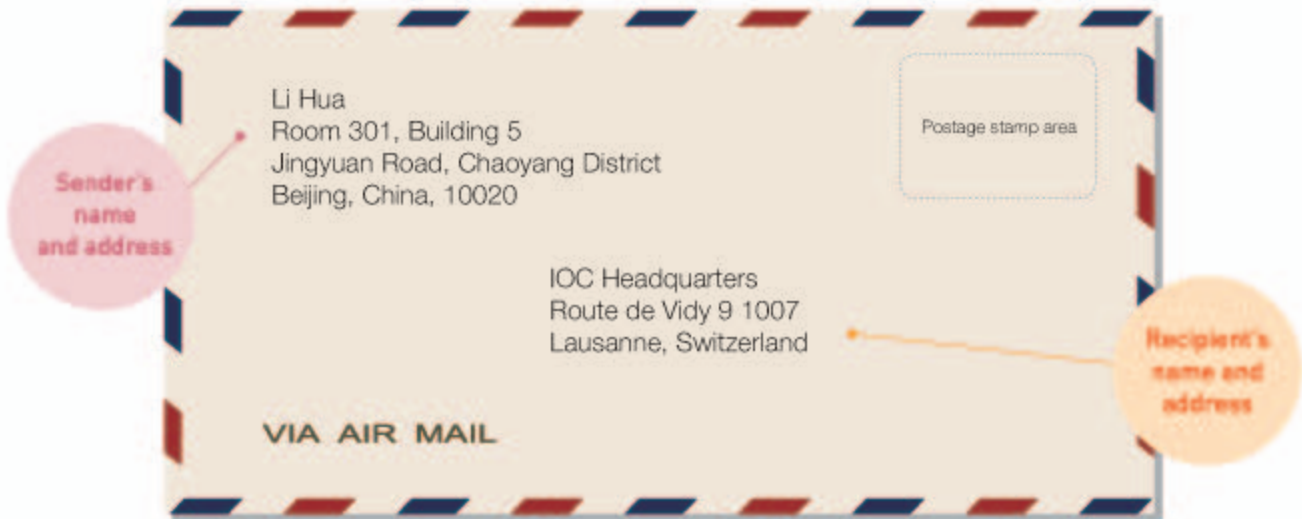 Li Hua
Room 301, Building 5
Jingyuan Road, Chaoyang District
Beijing, China, 10020
Postage stamp area
Sender's
name
and address
IOC Headquarters
Route de Vidy 9 1007
Lausanne, Switzerland
Recipient's
name and
address
VIA AIR MAIL